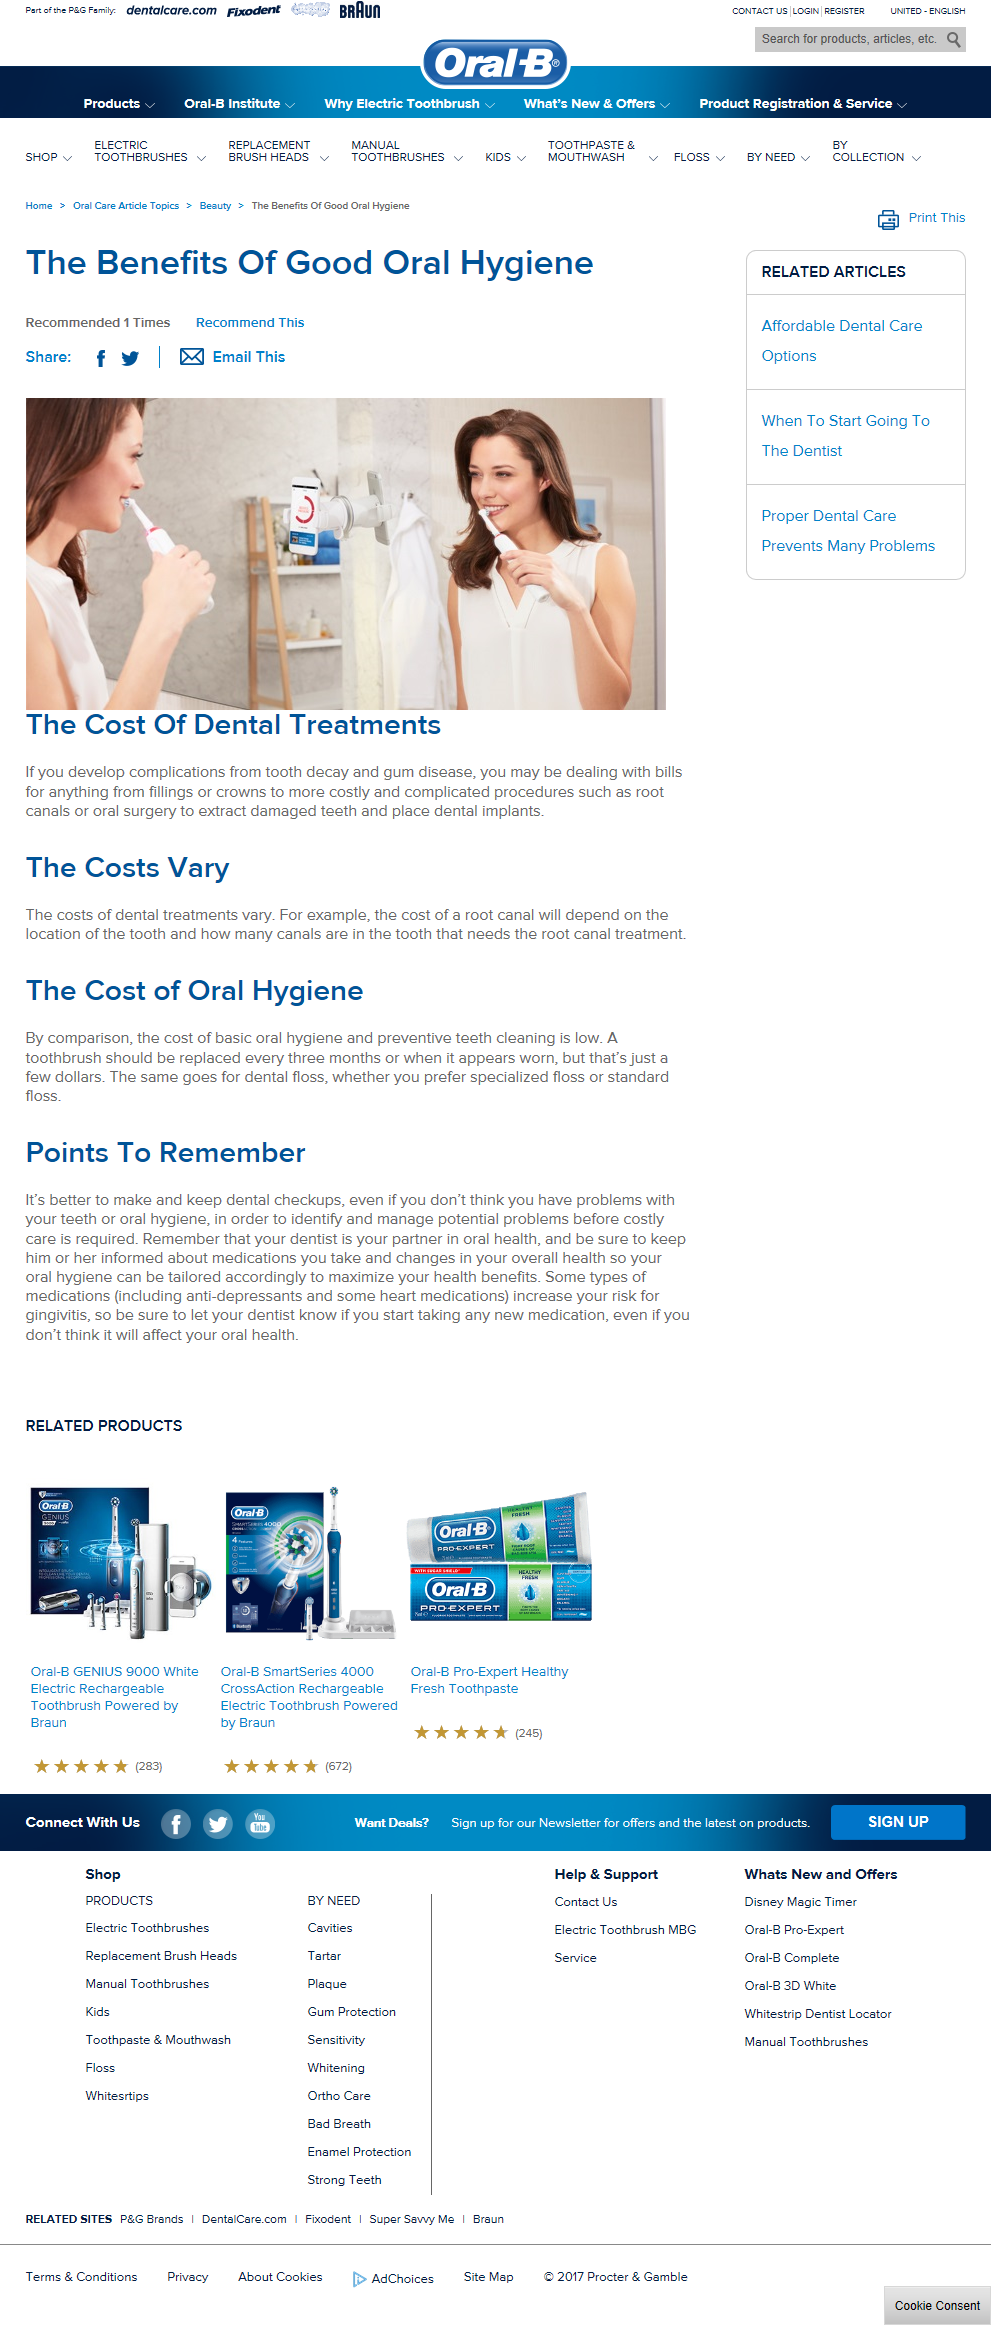 Part of the P&G Family: dentalcare.com Fixodent BRAUN
CONTACT US LOGIN REGISTER UNITED - ENGLISH
Search for products, articles, etc.
Oral-B®
Products Oral-B Institute Why Electric Toothbrush What's New & Offers Product Registration & Service
SHOP
ELECTRIC
TOOTHBRUSHES
REPLACEMENT
BRUSH HEADS
MANUAL
TOOTHBRUSHES
KIDS
TOOTHPASTE &
MOUTHWASH
FLOSS
BY NEED
BY
COLLECTION
Home > Oral Care Article Topics > Beauty > The Benefits Of Good Oral Hygiene
Print This
The Benefits Of Good Oral Hygiene
Recommended 1 Times Recommend This
Share: Email This
RELATED ARTICLES
Affordable Dental Care
Options
When To Start Going To
The Dentist
Proper Dental Care
Prevents Many Problems
The Cost Of Dental Treatments
If you develop complications from tooth decay and gum disease, you may be dealing with bills
for anything from fillings or crowns to more costly and complicated procedures such as root
canals or oral surgery to extract damaged teeth and place dental implants.
The Costs Vary
The costs of dental treatments vary. For example, the cost of a root canal will depend on the
location of the tooth and how many canals are in the tooth that needs the root canal treatment.
The Cost of Oral Hygiene
By comparison, the cost of basic oral hygiene and preventive teeth cleaning is low. A
toothbrush should be replaced every three months or when it appears worn, but that's just a
few dollars. The same goes for dental floss, whether you prefer specialized floss or standard
floss.
Points To Remember
It's better to make and keep dental checkups, even if you don't think you have problems with
your teeth or oral hygiene, in order to identify and manage potential problems before costly
care is required. Remember that your dentist is your partner in oral health, and be sure to keep
him or her informed about medications you take and changes in your overall health so your
oral hygiene can be tailored accordingly to maximize your health benefits. Some types of
medications (including anti-depressants and some heart medications) increase your risk for
gingivitis, so be sure to let your dentist know if you start taking any new medication, even if you
don't think it will affect your oral health.
RELATED PRODUCTS
Oral-B
GENIUS
Oral-B
SMARTSERIES 4000
4
Oral-B
PRO-EXPERT
HEALTHY
FRESH
Oral-B
PRO-EXPERT
HEALTHY
FRESH
Oral-B GENIUS 9000 White
Electric Rechargeable
Toothbrush Powered by
Braun
(283)
Oral-B SmartSeries 4000
CrossAction Rechargeable
Electric Toothbrush Powered
by Braun
(672)
Oral-B Pro-Expert Healthy
Fresh Toothpaste
(245)
Connect With Us You Tube Want Deals? Sign up for our Newsletter for offers and the latest on products. SIGN UP
Shop
PRODUCTS
Electric Toothbrushes
Replacement Brush Heads
Manual Toothbrushes
Kids
Toothpaste & Mouthwash
Floss
Whitesrtips
BY NEED
Cavities
Tartar
Plaque
Gum Protection
Sensitivity
Whitening
Ortho Care
Bad Breath
Enamel Protection
Strong Teeth
Help & Support
Contact Us
Electric Toothbrush MBG
Service
Whats New and Offers
Disney Magic Timer
Oral-B Pro-Expert
Oral-B Complete
Oral-B 3D White
Whitestrip Dentist Locator
Manual Toothbrushes
RELATED SITES P&G Brands | DentalCare.com | Fixodent | Super Savvy Me | Braun
Terms & Conditions Privacy About Cookies AdChoices Site Map © 2017 Procter & Gamble
Cookie Consent